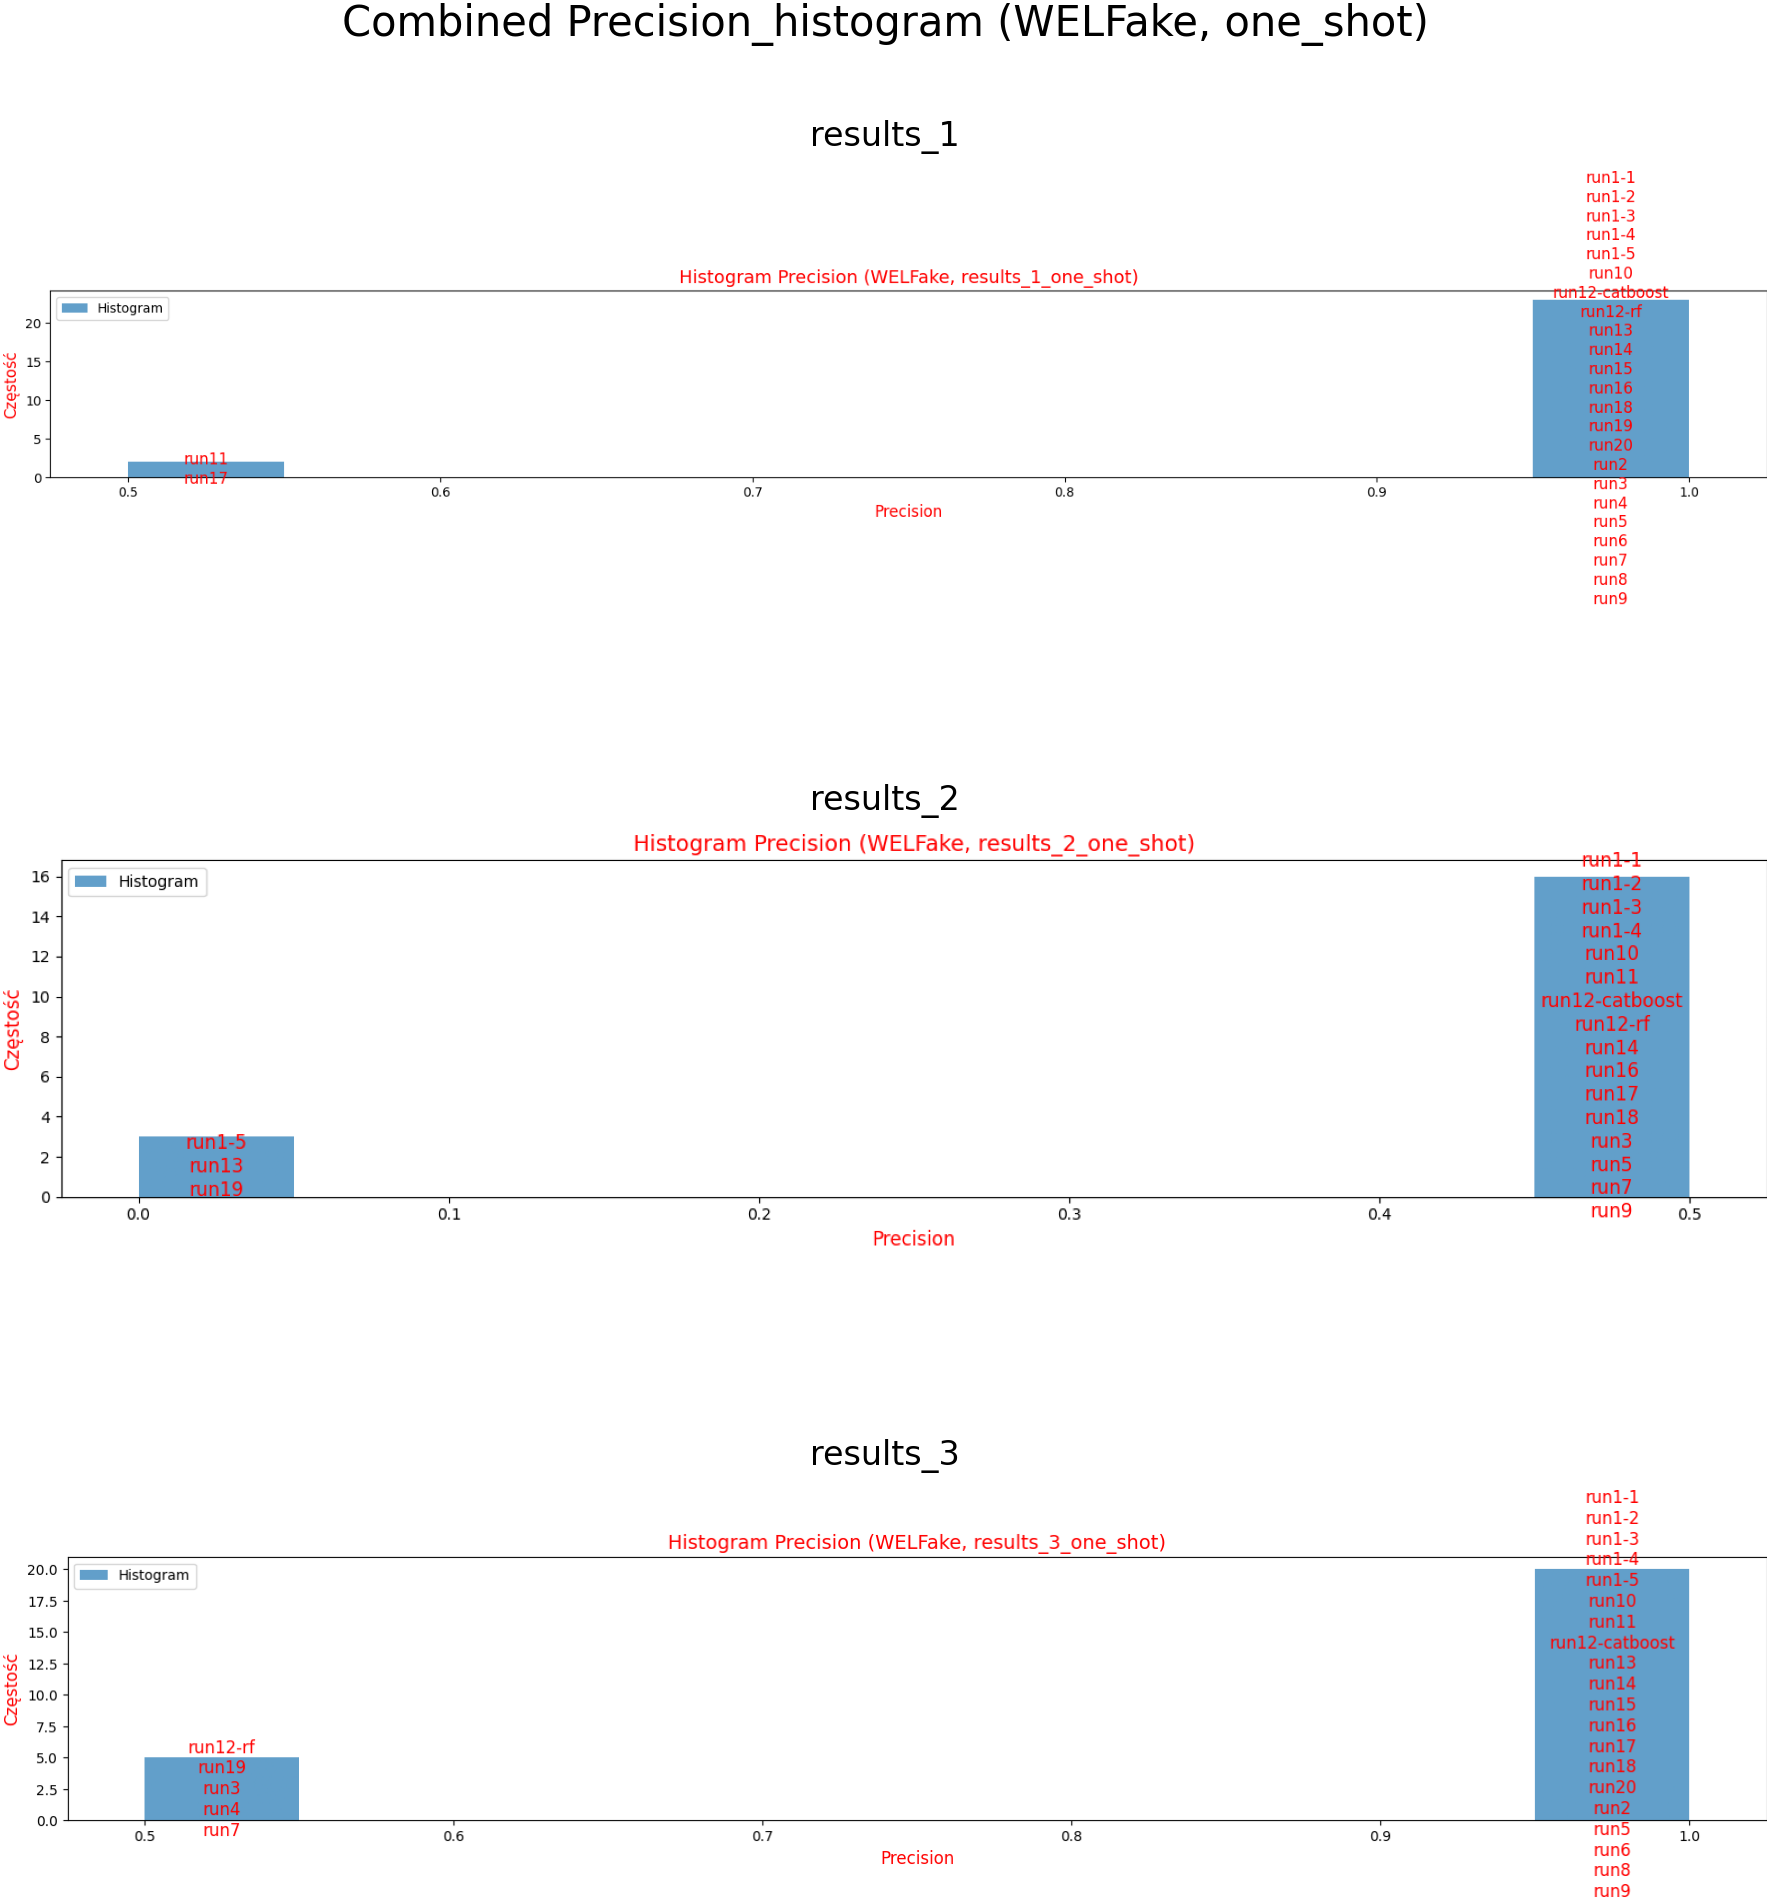 Combined Precision_histogram (WELFake, one_shot)
results_1
Histogram Precision (WELFake, results_1_one_shot)
Histogram
Częstość
20
15
10
5
0
run11
run17
run1-1
run1-2
run1-3
run1-4
run1-5
run10
run12-catboost
run12-rf
run13
run14
run15
run16
run18
run19
run20
run2
run3
run4
run5
run6
run7
run8
run9
0.5 0.6 0.7 0.8 0.9 1.0
Precision
results_2
Histogram Precision (WELFake, results_2_one_shot)
Histogram
Częstość
16
14
12
10
8
6
4
2
0
run1-5
run13
run19
run1-1
run1-2
run1-3
run1-4
run10
run11
run12-catboost
run12-rf
run14
run16
run17
run18
run3
run5
run7
run9
0.0 0.1 0.2 0.3 0.4 0.5
Precision
results_3
Histogram Precision (WELFake, results_3_one_shot)
Histogram
Częstość
20.0
17.5
15.0
12.5
10.0
7.5
5.0
2.5
0.0
run12-rf
run19
run3
run4
run7
run1-1
run1-2
run1-3
run1-4
run1-5
run10
run11
run12-catboost
run13
run14
run15
run16
run17
run18
run20
run2
run5
run6
run8
run9
0.5 0.6 0.7 0.8 0.9 1.0
Precision